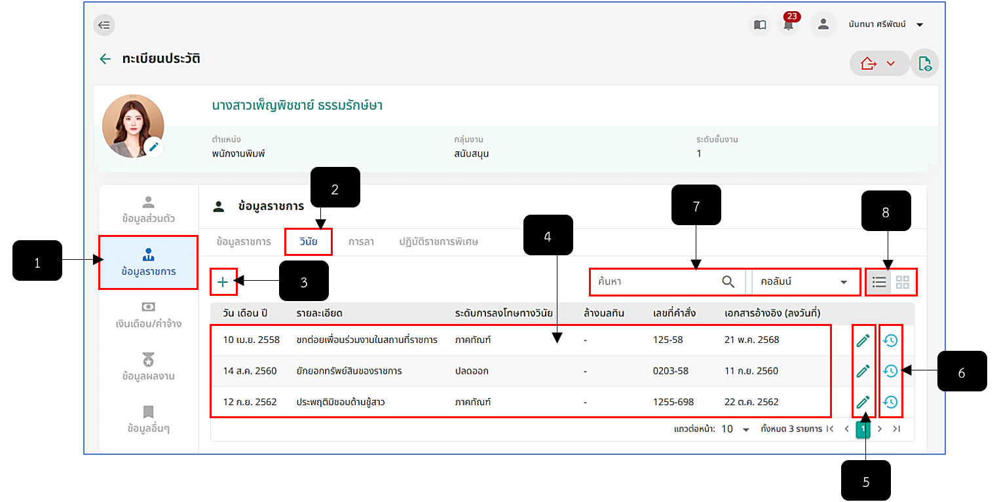 23
นันทนา ศรีพัฒน์
ทะเบียนประวัติ
นางสาวเพ็ญพิชชาย์ ธรรมรักษ์ษา
ตำแหน่ง กลุ่มงาน ระดับชั้นงาน
พนักงานพิมพ์ สนับสนุน 1
2
7
8
ข้อมูลส่วนตัว
ข้อมูลราชการ
4
ข้อมูลราชการ วินัย การลา ปฏิบัติราชการพิเศษ
1
ข้อมูลราชการ
3
ค้นหา คอลัมน์
วัน เดือน ปี รายละเอียด ระดับการลงโทษทางวินัย ล้างมลทิน เลขที่คำสั่ง เอกสารอ้างอิง (ลงวันที่)
เงินเดือน/ค่าจ้าง
10 เม.ย. 2558 ชกต่อยเพื่อนร่วมงานในสถานที่ราชการ ภาคทัณฑ์ - 125-58 21 พ.ค. 2568
14 ส.ค. 2560 ยักยอกทรัพย์สินของราชการ ปลดออก - 0203-58 11 ก.ย. 2560
6
ข้อมูลผลงาน
12 ก.ย. 2562 ประพฤติมิชอบด้านชู้สาว ภาคทัณฑ์ - 1255-698 22 ต.ค. 2562
ข้อมูลอื่นๆ
แถวต่อหน้า: 10 ทั้งหมด 3 รายการ 1
5